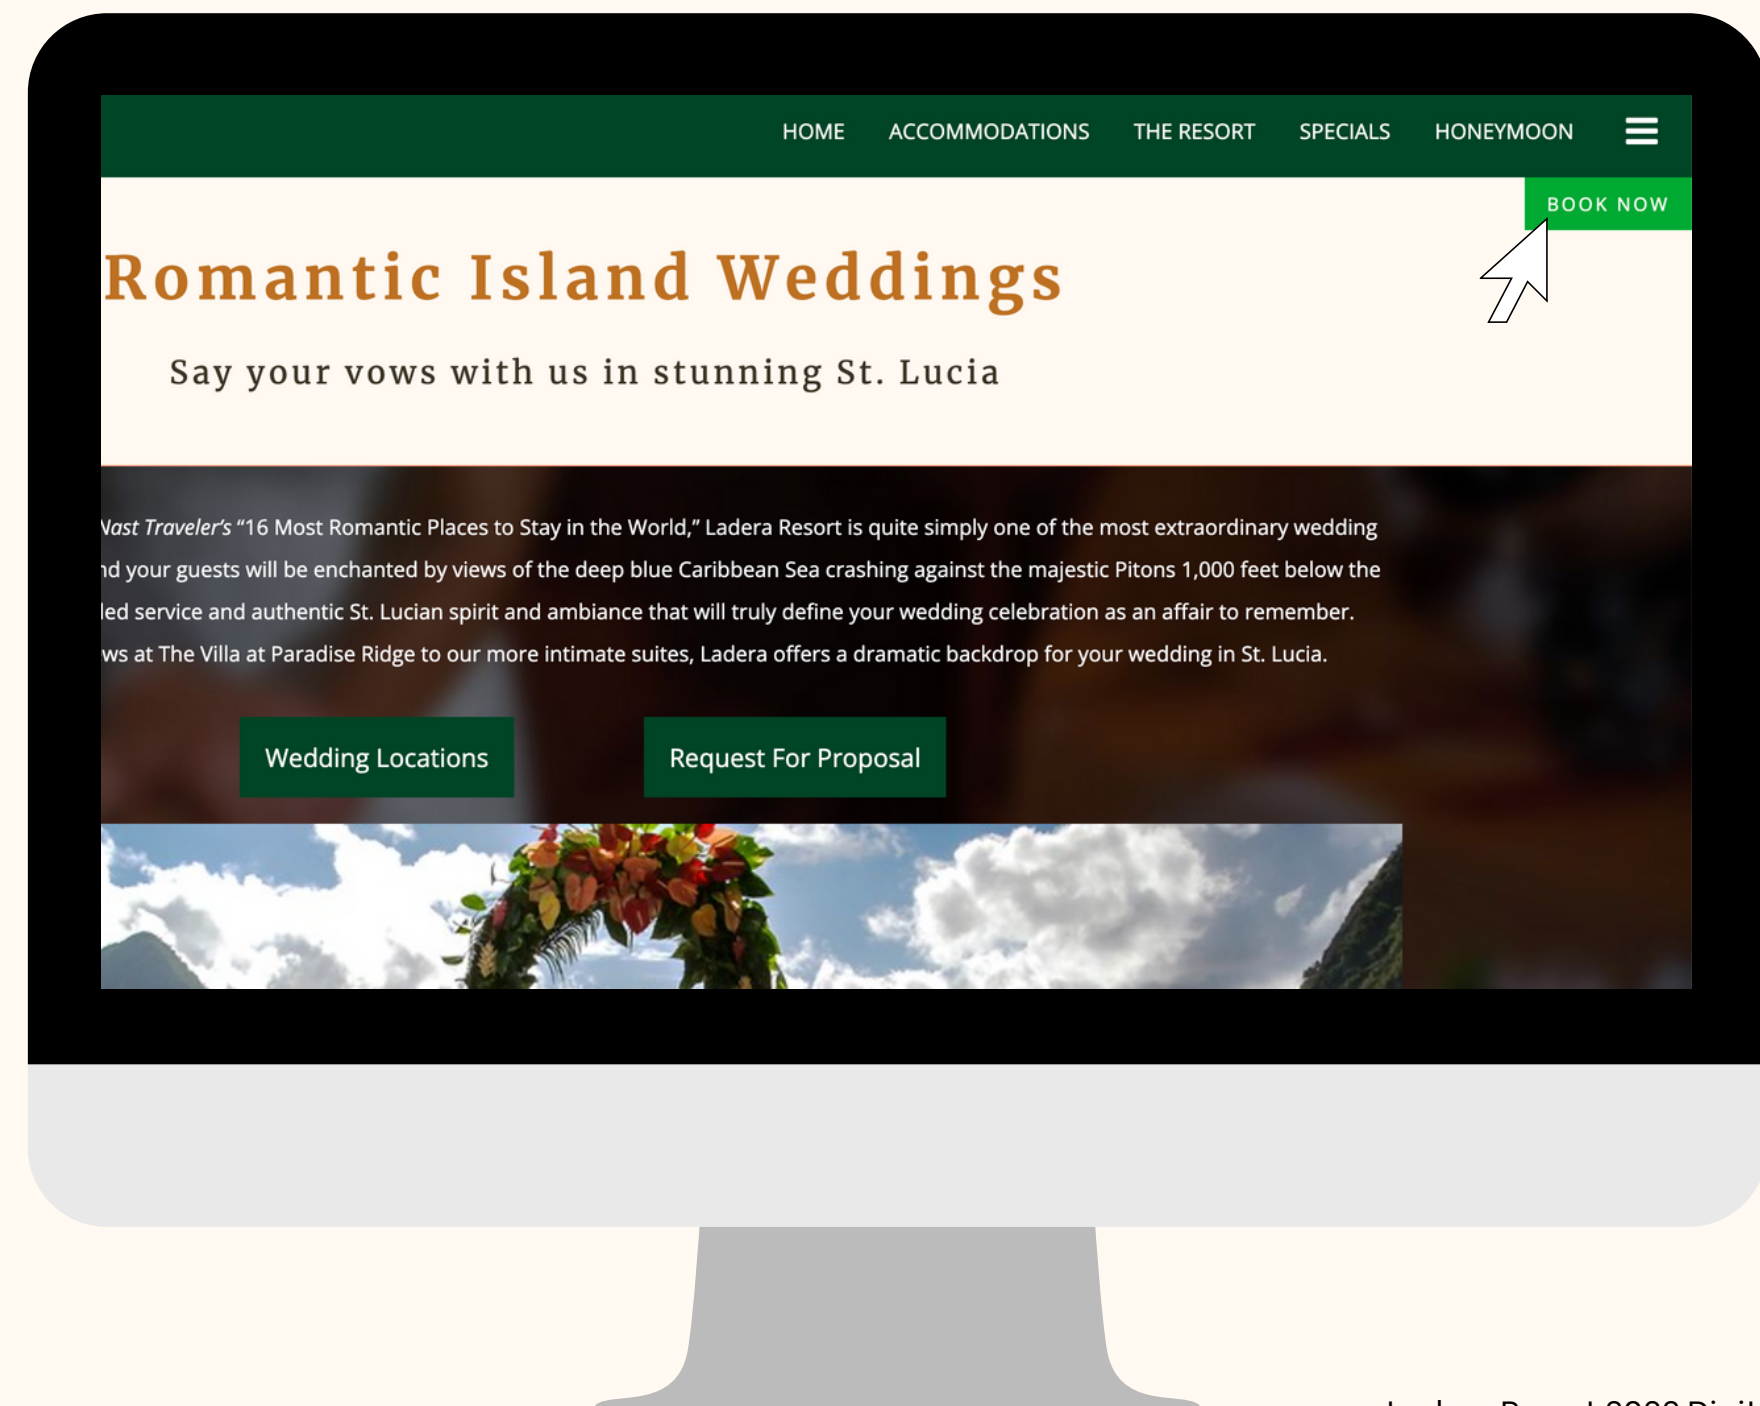 HOME ACCOMMODATIONS THE RESORT SPECIALS HONEYMOON
BOOK NOW
Romantic Island Weddings
Say your vows with us in stunning St. Lucia
Nast Traveler’s “16 Most Romantic Places to Stay in the World,” Ladera Resort is quite simply one of the most extraordinary wedding
nd your guests will be enchanted by views of the deep blue Caribbean Sea crashing against the majestic Pitons 1,000 feet below the
led service and authentic St. Lucian spirit and ambiance that will truly define your wedding celebration as an affair to remember.
ws at The Villa at Paradise Ridge to our more intimate suites, Ladera offers a dramatic backdrop for your wedding in St. Lucia.
Wedding Locations Request For Proposal